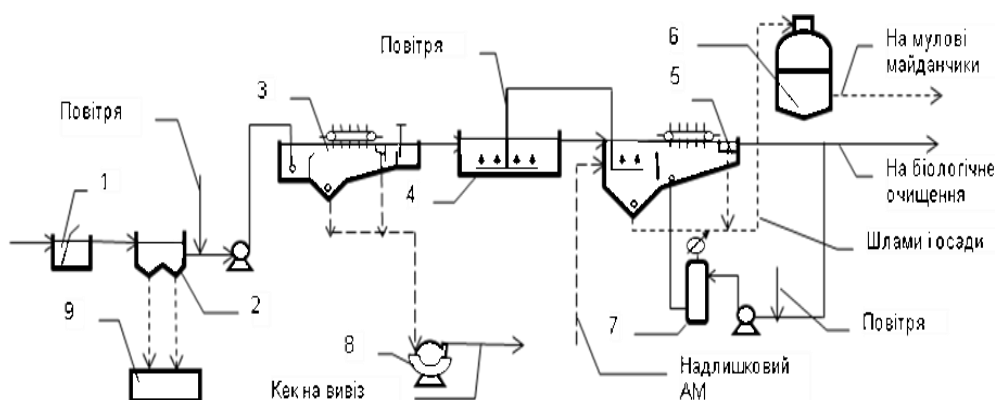 Повітря
6
На мулові
майданчики
3
5
Повітря
1
4
На біологічне
очищення
Шлами і осади
2
9
7
Повітря
8
Надлишковий
АМ
Кек на вивіз